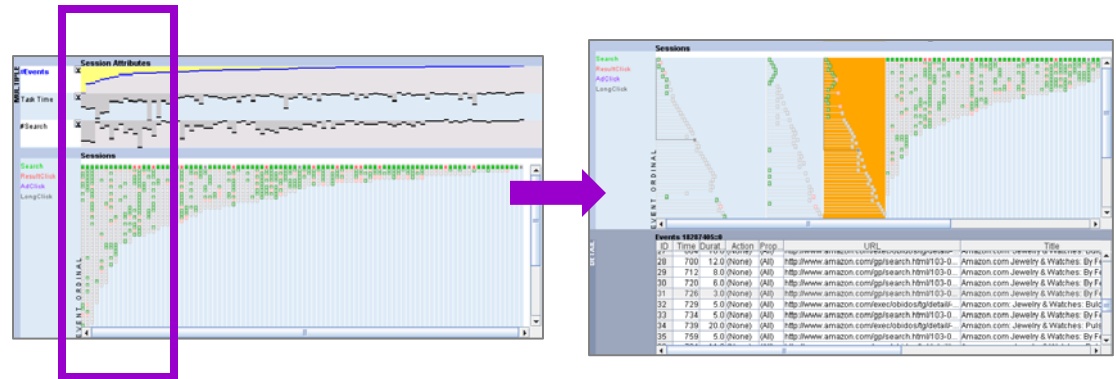 Session Attributes
MULTIPLE
#Events
Task Time
#Search
Sessions
Search
ResultClick
AdClick
LongClick
EVENT ORDINAL
Sessions
Search
ResultClick
AdClick
LongClick
EVENT ORDINAL
DETAIL
Events 18287405::0
ID Time Durat... Action Prop... URL Title
28 700 12.0 (None) (All) http://www.amazon.com/gp/search.html/103-0... Amazon.com Jewelry & Watches: By Fe
29 712 8.0 (None) (All) http://www.amazon.com/gp/search.html/103-0... Amazon.com Jewelry & Watches: By Fe
30 720 6.0 (None) (All) http://www.amazon.com/gp/search.html/103-0... Amazon.com Jewelry & Watches: By Fe
31 726 3.0 (None) (All) http://www.amazon.com/gp/search.html/103-0... Amazon.com Jewelry & Watches: By Fe
32 729 5.0 (None) (All) http://www.amazon.com/exec/obidos/tg/detail/-... Amazon.com Jewelry & Watches: Bulo
33 734 5.0 (None) (All) http://www.amazon.com/gp/search.html/103-0... Amazon.com Jewelry & Watches: By Fe
34 739 20.0 (None) (All) http://www.amazon.com/exec/obidos/tg/detail/-... Amazon.com Jewelry & Watches: Puls
35 759 5.0 (None) (All) http://www.amazon.com/gp/search.html/103-0... Amazon.com Jewelry & Watches: By Fe